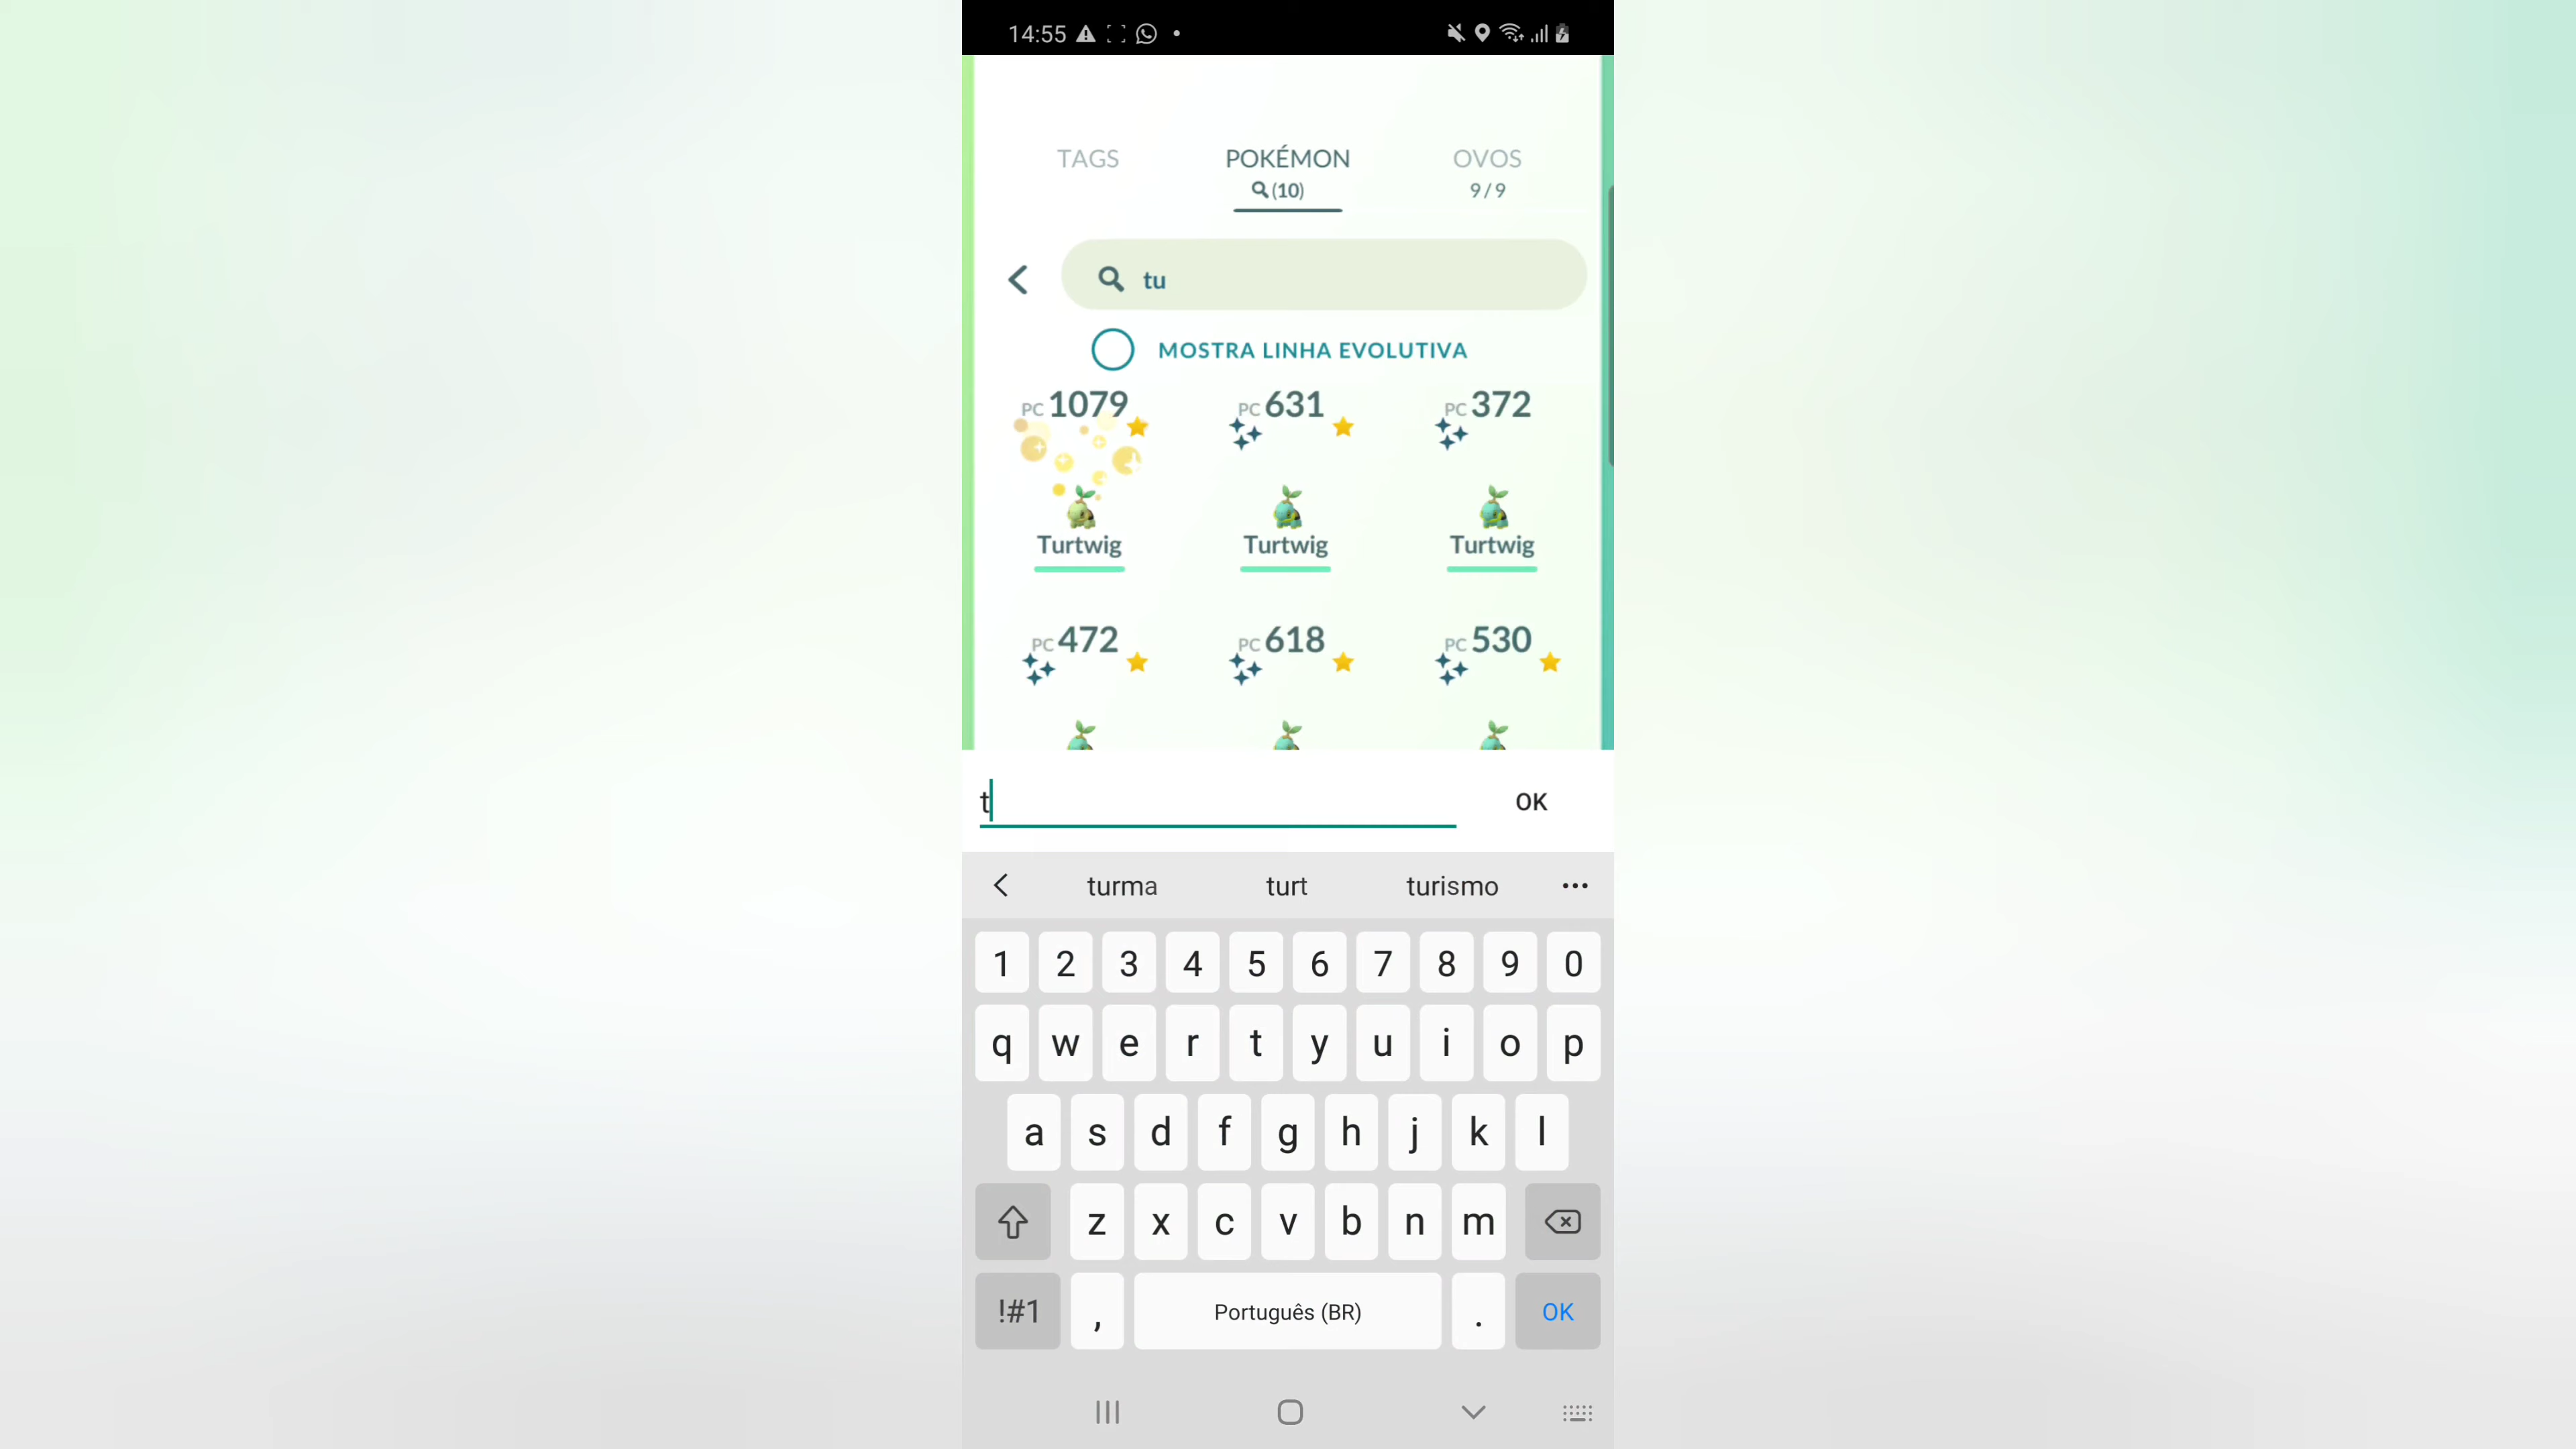 14:55
TAGS POKÉMON OVOS
(10) 9 / 9
tu
MOSTRA LINHA EVOLUTIVA
PC 1079 PC 631 PC 372
Turtwig Turtwig Turtwig
PC 472 PC 618 PC 530
t OK
turma turt turismo
1 2 3 4 5 6 7 8 9 0
q w e r t y u i o p
a s d f g h j k l
z x c v b n m
!#1 , Português (BR) . OK